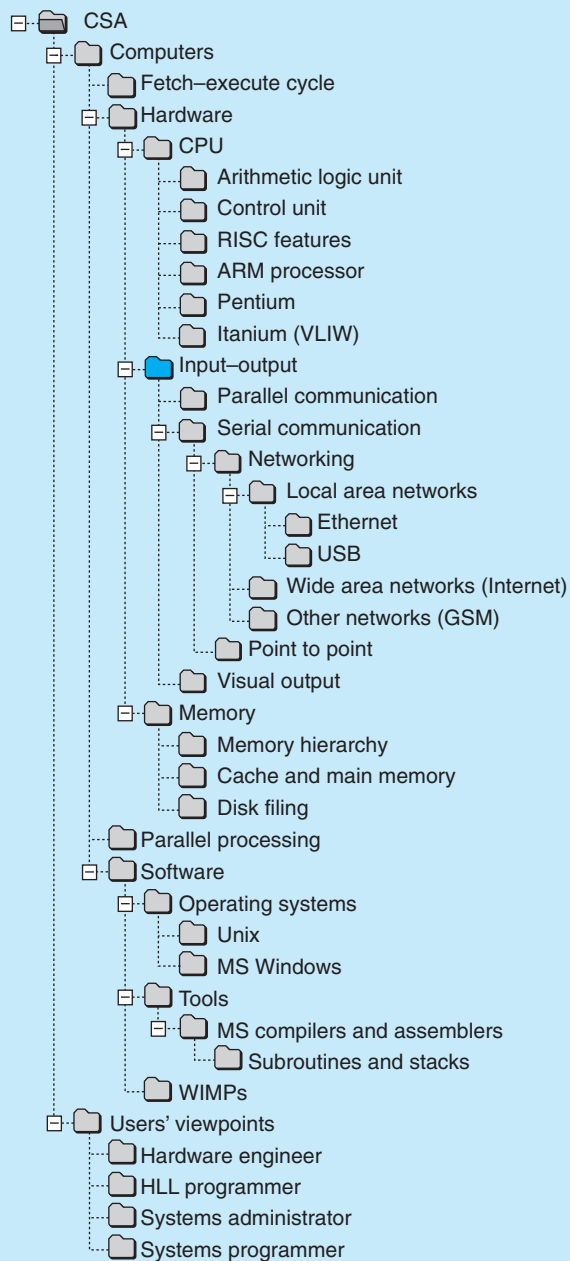 CSA
Computers
Fetch–execute cycle
Hardware
CPU
Arithmetic logic unit
Control unit
RISC features
ARM processor
Pentium
Itanium (VLIW)
Input–output
Parallel communication
Serial communication
Networking
Local area networks
Ethernet
USB
Wide area networks (Internet)
Other networks (GSM)
Point to point
Visual output
Memory
Memory hierarchy
Cache and main memory
Disk filing
Parallel processing
Software
Operating systems
Unix
MS Windows
Tools
MS compilers and assemblers
Subroutines and stacks
WIMPs
Users’ viewpoints
Hardware engineer
HLL programmer
Systems administrator
Systems programmer